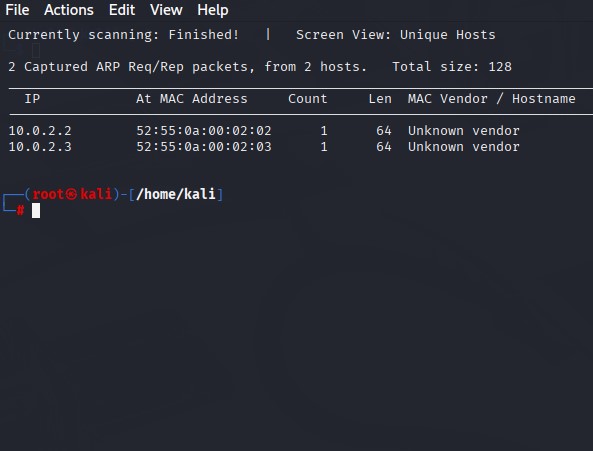 File Actions Edit View Help
Currently scanning: Finished! | Screen View: Unique Hosts
2 Captured ARP Req/Rep packets, from 2 hosts. Total size: 128
IP At MAC Address Count Len MAC Vendor / Hostname
10.0.2.2 52:55:0a:00:02:02 1 64 Unknown vendor
10.0.2.3 52:55:0a:00:02:03 1 64 Unknown vendor
┌──(root㉿kali)-[/home/kali]
└─#